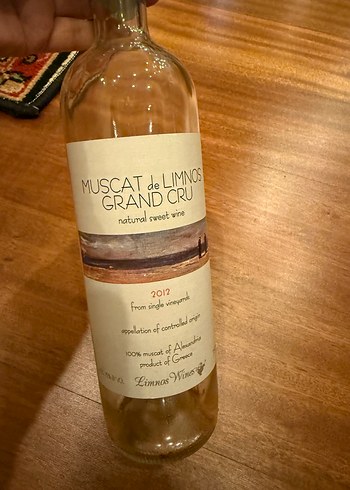 MUSCAT de LIMNOS
GRAND CRU
natural sweet wine
2012
from single vineyards
appellation of controlled origin
100% muscat of Alexandria
product of Greece
Limnos Wines